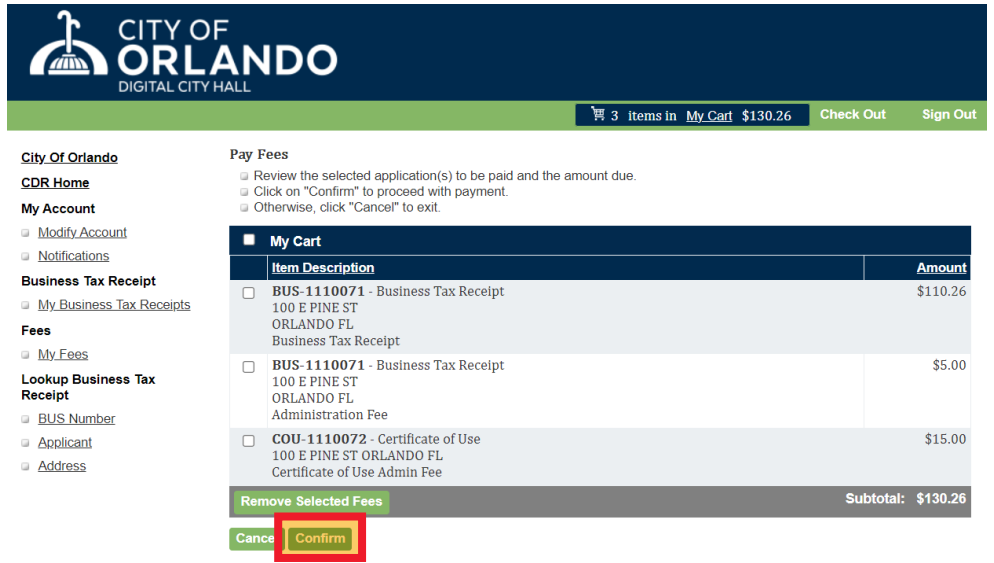 CITY OF
ORLANDO
DIGITAL CITY HALL
3 items in My Cart $130.26
Check Out
Sign Out
City Of Orlando
CDR Home
My Account
Modify Account
Notifications
Business Tax Receipt
My Business Tax Receipts
Fees
My Fees
Lookup Business Tax
Receipt
BUS Number
Applicant
Address
Pay Fees
Review the selected application(s) to be paid and the amount due.
Click on "Confirm" to proceed with payment.
Otherwise, click "Cancel" to exit.
My Cart
Item Description Amount
BUS-1110071 - Business Tax Receipt $110.26
100 E PINE ST
ORLANDO FL
Business Tax Receipt
BUS-1110071 - Business Tax Receipt $5.00
100 E PINE ST
ORLANDO FL
Administration Fee
COU-1110072 - Certificate of Use $15.00
100 E PINE ST ORLANDO FL
Certificate of Use Admin Fee
Remove Selected Fees Subtotal: $130.26
Cance Confirm